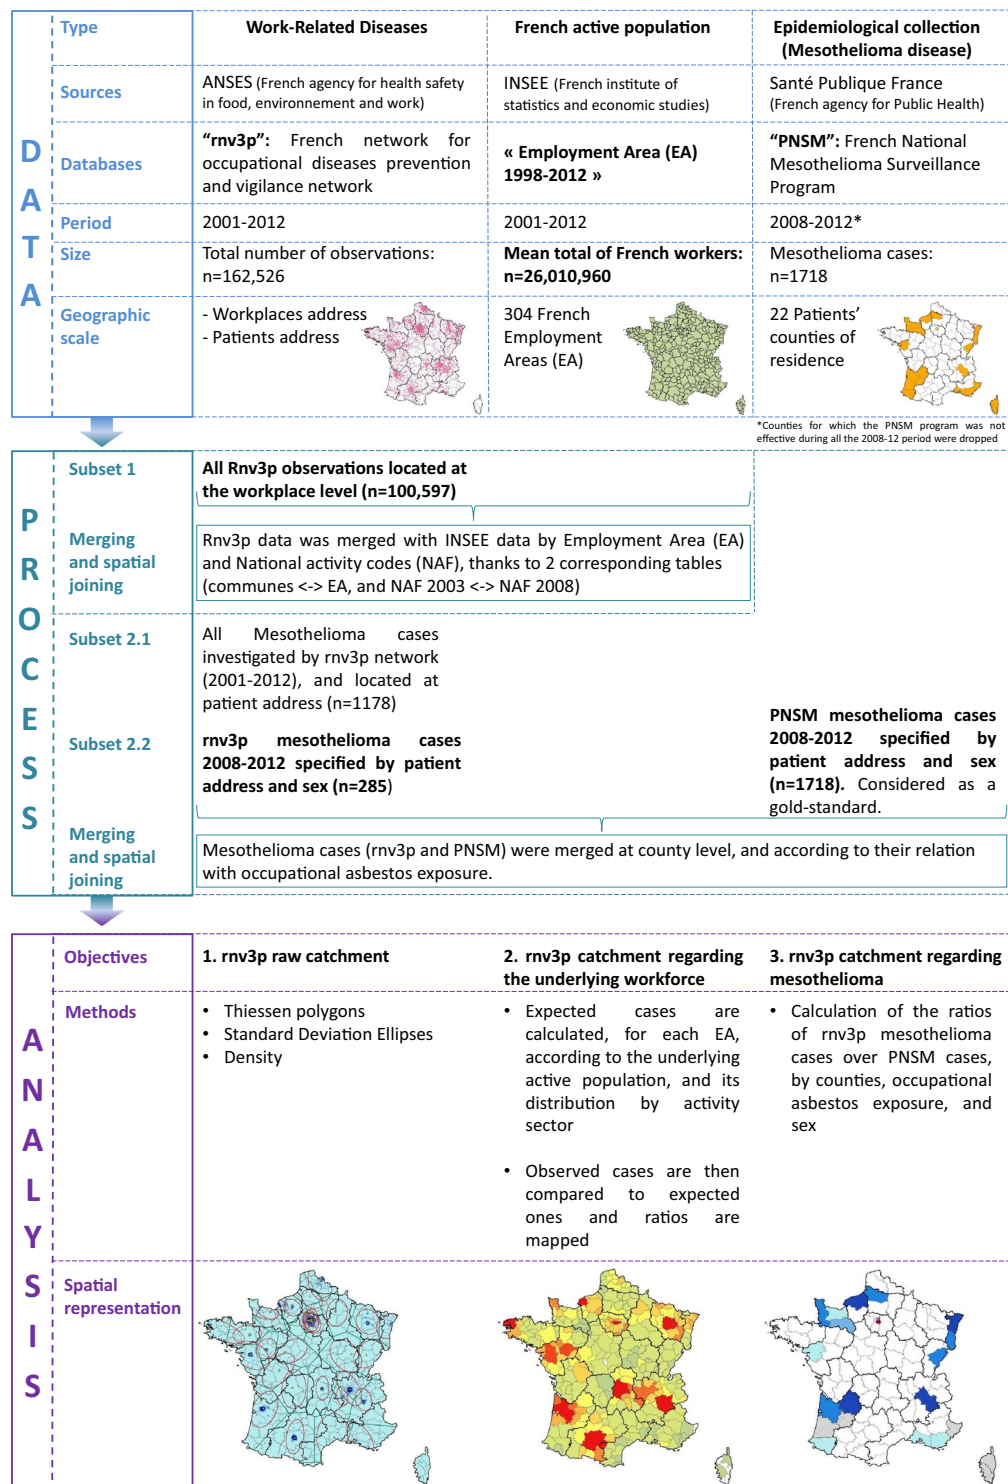 DATA
Type
Work-Related Diseases
French active population
Epidemiological collection
(Mesothelioma disease)
Sources
ANSES (French agency for health safety
in food, environnement and work)
INSEE (French institute of
statistics and economic studies)
Santé Publique France
(French agency for Public Health)
Databases
“rnv3p”: French network for
occupational diseases prevention
and vigilance network
« Employment Area (EA)
1998-2012 »
“PNSM”: French National
Mesothelioma Surveillance
Program
Period
2001-2012
2001-2012
2008-2012*
Size
Total number of observations:
n=162,526
Mean total of French workers:
n=26,010,960
Mesothelioma cases:
n=1718
Geographic
scale
- Workplaces address
- Patients address
304 French
Employment
Areas (EA)
22 Patients’
counties of
residence
*Counties for which the PNSM program was not
effective during all the 2008-12 period were dropped
PROCESS
Subset 1
All Rnv3p observations located at
the workplace level (n=100,597)
Merging
and spatial
joining
Rnv3p data was merged with INSEE data by Employment Area (EA)
and National activity codes (NAF), thanks to 2 corresponding tables
(communes <-> EA, and NAF 2003 <-> NAF 2008)
Subset 2.1
All Mesothelioma cases
investigated by rnv3p network
(2001-2012), and located at
patient address (n=1178)
Subset 2.2
rnv3p mesothelioma cases
2008-2012 specified by patient
address and sex (n=285)
PNSM mesothelioma cases
2008-2012 specified by
patient address and sex
(n=1718). Considered as a
gold-standard.
Merging
and spatial
joining
Mesothelioma cases (rnv3p and PNSM) were merged at county level, and according to their relation
with occupational asbestos exposure.
ANALYSIS
Objectives
1. rnv3p raw catchment
2. rnv3p catchment regarding
the underlying workforce
3. rnv3p catchment regarding
mesothelioma
Methods
• Thiessen polygons
• Standard Deviation Ellipses
• Density
• Expected cases are
calculated, for each EA,
according to the underlying
active population, and its
distribution by activity
sector
• Observed cases are then
compared to expected
ones and ratios are
mapped
• Calculation of the ratios
of rnv3p mesothelioma
cases over PNSM cases,
by counties, occupational
asbestos exposure, and
sex
Spatial
representation